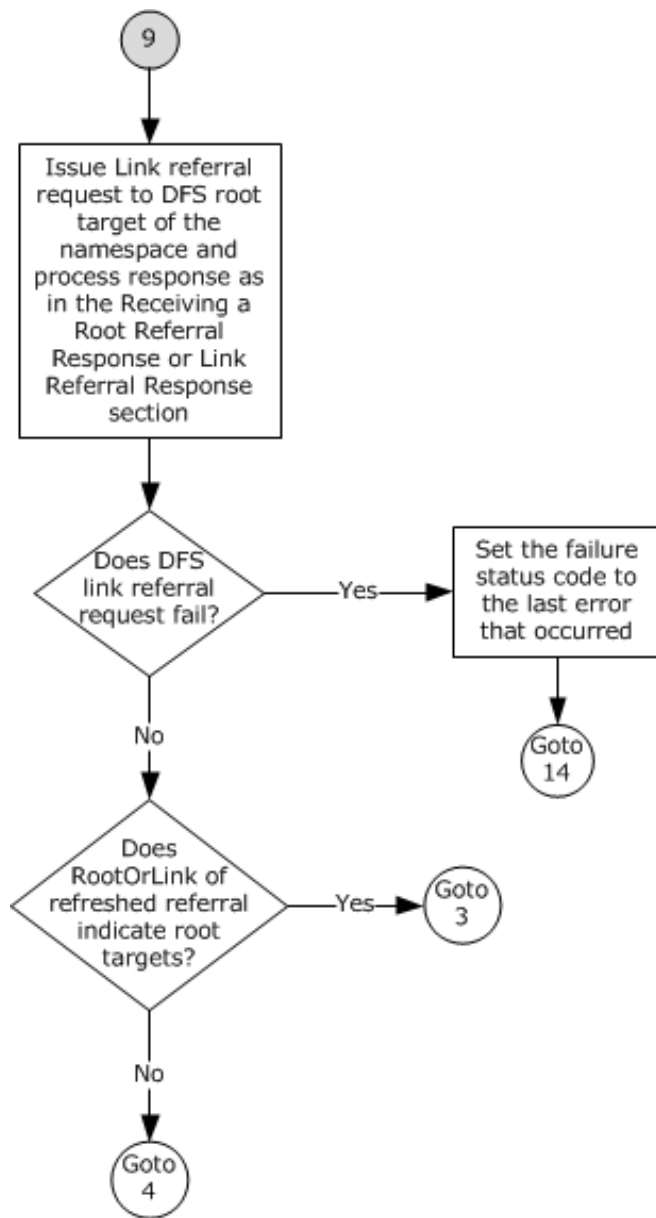 9
Issue Link referral
request to DFS root
target of the
namespace and
process response as
in the Receiving a
Root Referral
Response or Link
Referral Response
section
Does DFS
link referral
request fail?
Yes
Set the failure
status code to
the last error
that occurred
No
Goto
14
Does
RootOrLink of
refreshed referral
indicate root
targets?
Yes
Goto
3
No
Goto
4